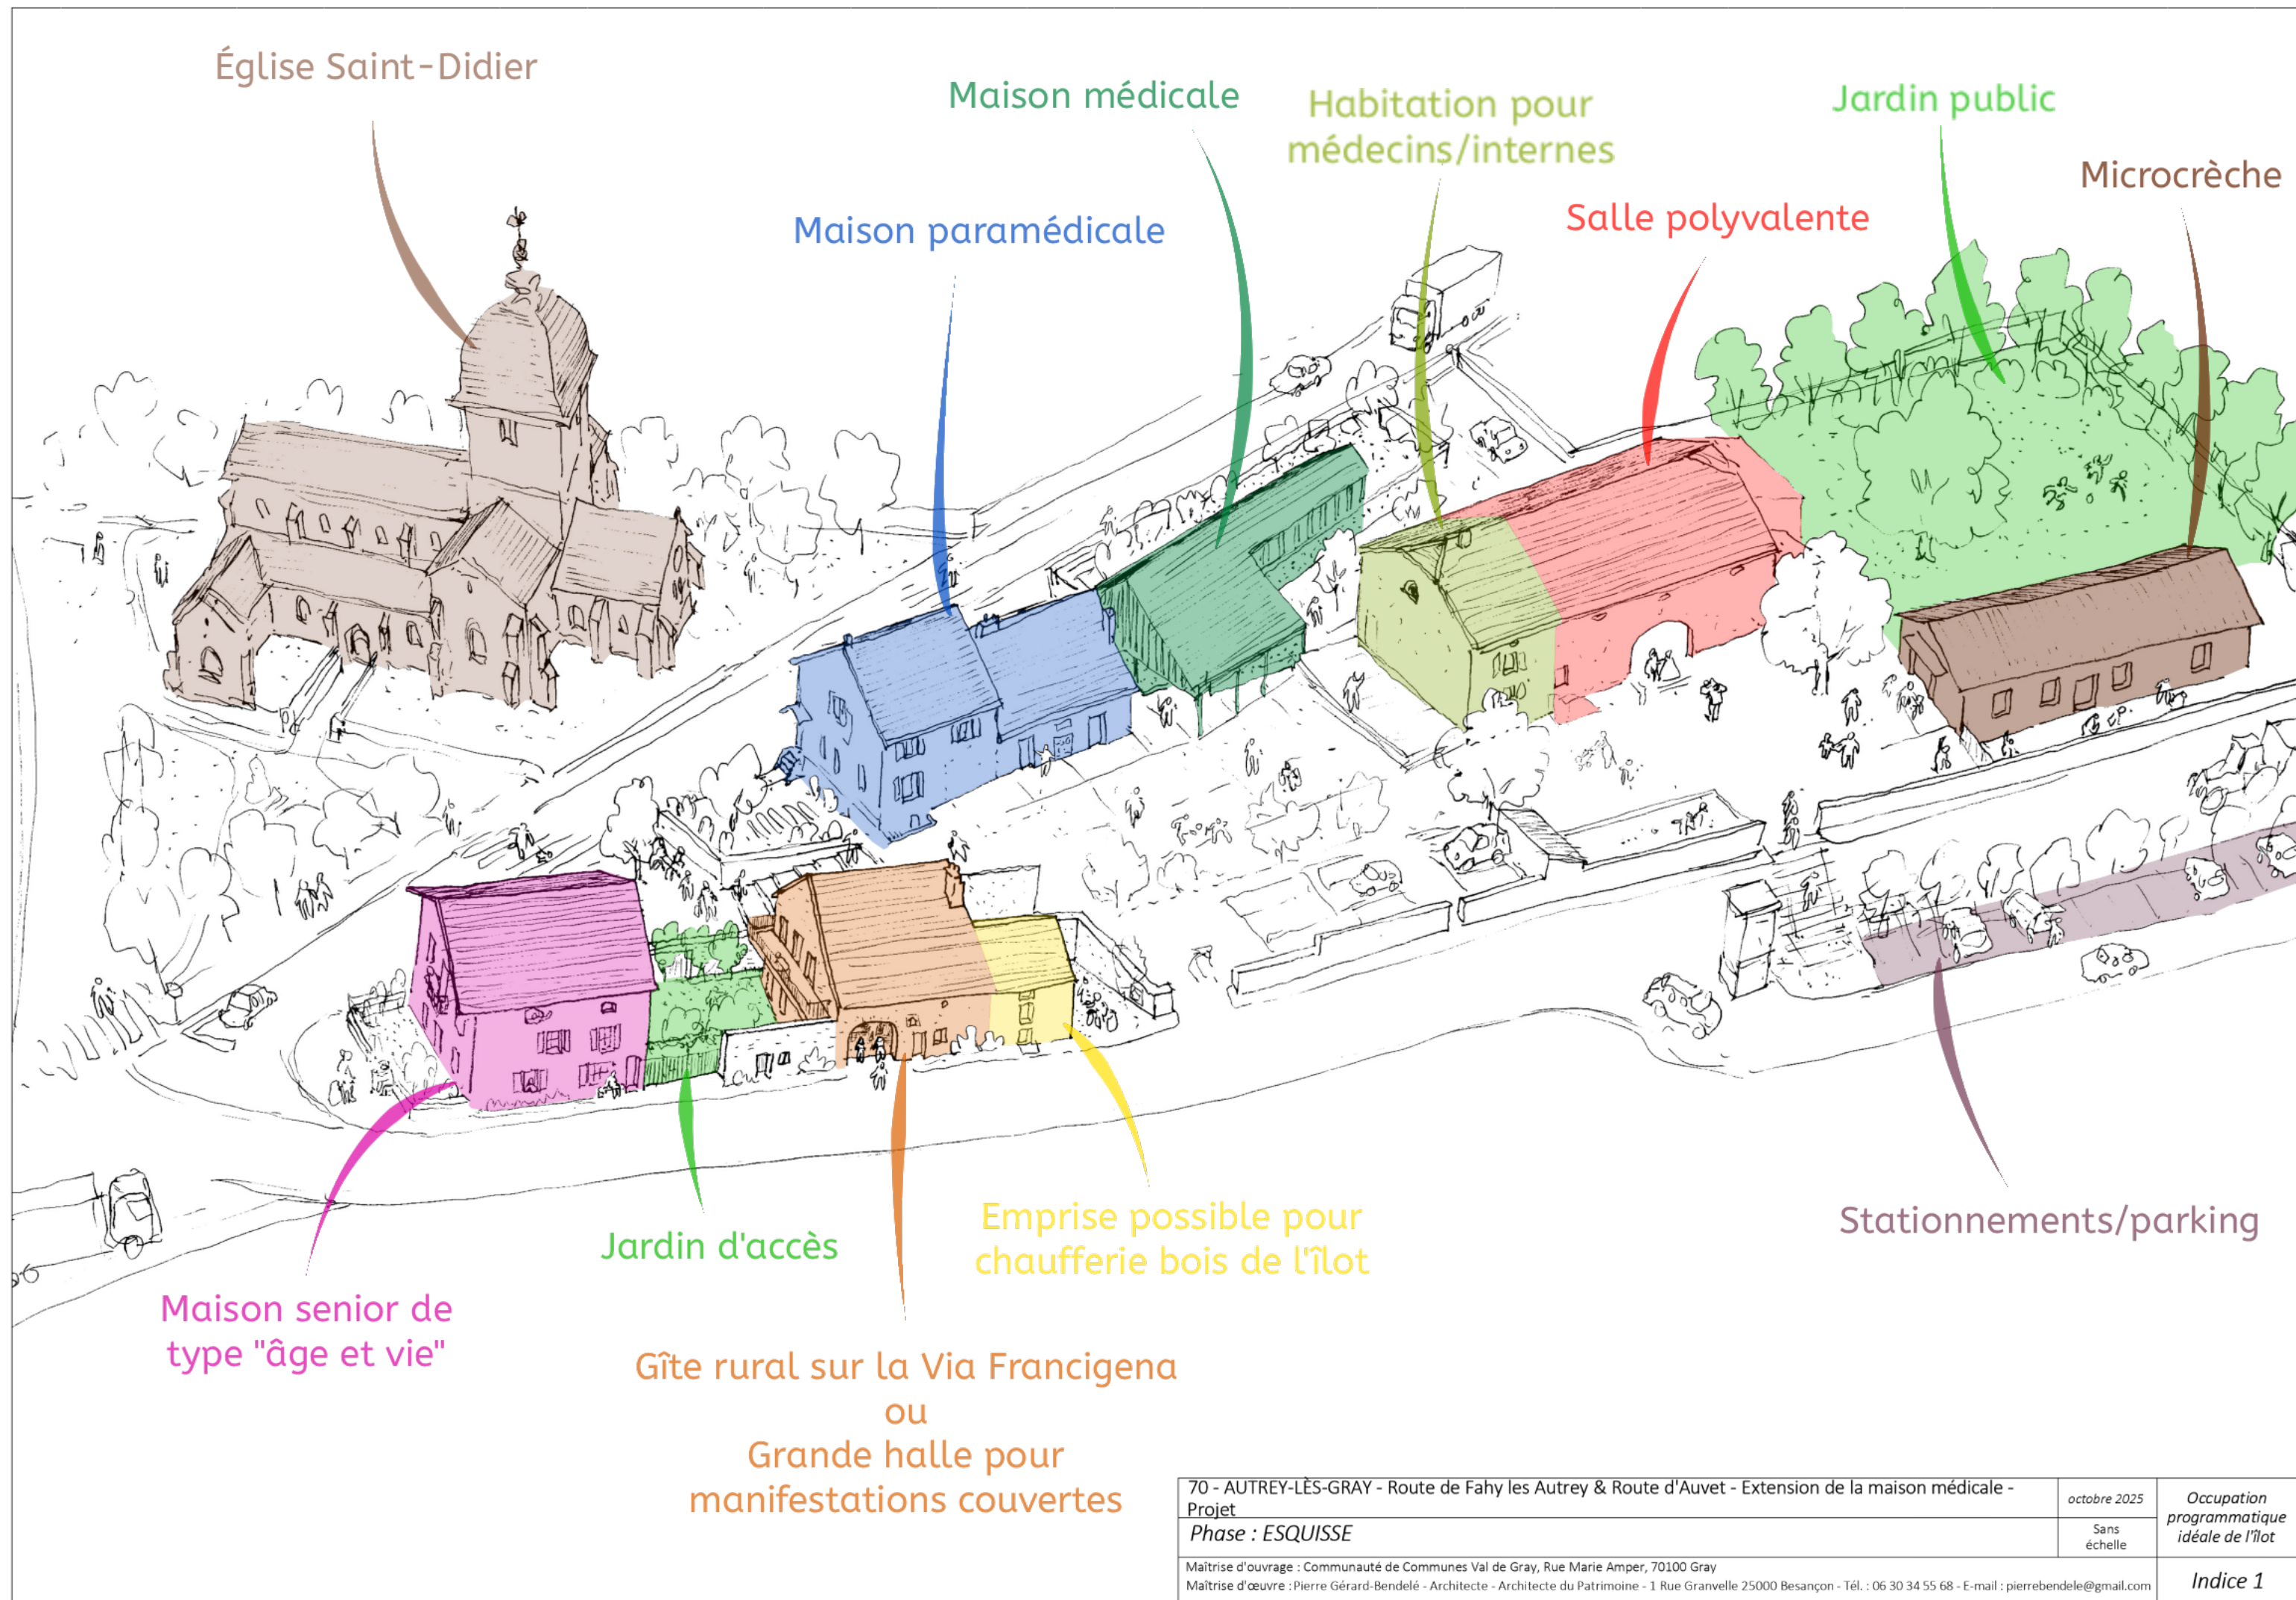 Église Saint-Didier
Maison médicale
Habitation pour
médecins/internes
Jardin public
Microcrèche
Salle polyvalente
Maison paramédicale
Maison senior de
type "âge et vie"
Jardin d'accès
Gîte rural sur la Via Francigena
ou
Grande halle pour
manifestations couvertes
Emprise possible pour
chaufferie bois de l'îlot
Stationnements/parking
70 - AUTREY-LÈS-GRAY - Route de Fahy les Autrey & Route d'Auvet - Extension de la maison médicale -
Projet
octobre 2025
Occupation
programmatique
idéale de l'îlot
Phase : ESQUISSE
Sans
échelle
Maîtrise d'ouvrage : Communauté de Communes Val de Gray, Rue Marie Amper, 70100 Gray
Maîtrise d'œuvre : Pierre Gérard-Bendelé - Architecte - Architecte du Patrimoine - 1 Rue Granvelle 25000 Besançon - Tél. : 06 30 34 55 68 - E-mail : pierrebendele@gmail.com
Indice 1